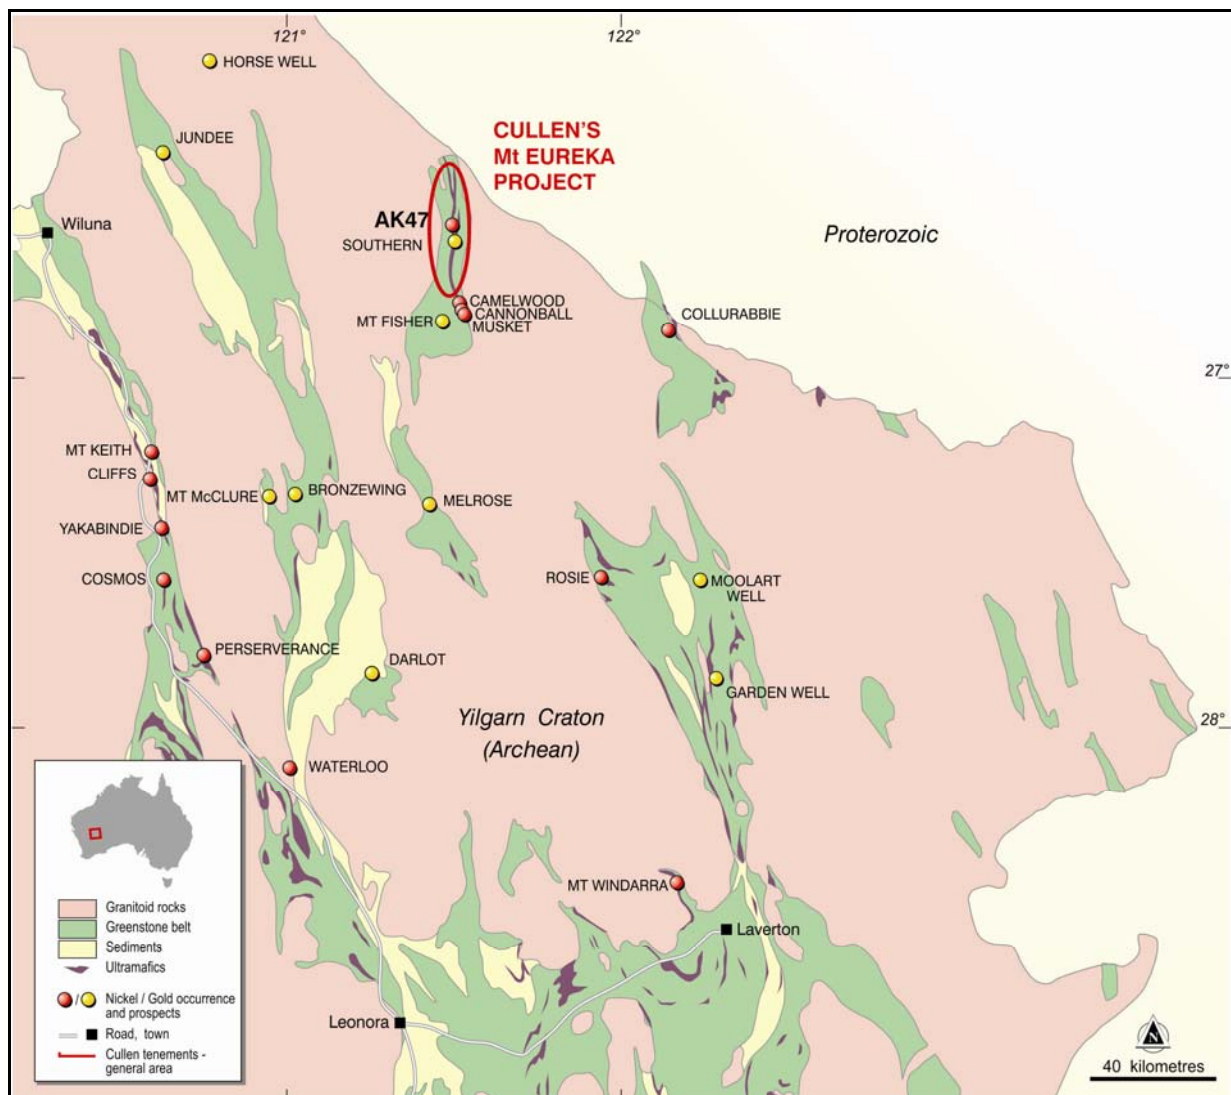 121°
122°
HORSE WELL
JUNDEE
CULLEN'S
Mt EUREKA
PROJECT
Wiluna
AK47
SOUTHERN
Proterozoic
CAMELWOOD
CANNONBALL
MUSKET
MT FISHER
COLLURABBIE
27°
MT KEITH
CLIFFS
MT McCLURE
BRONZEWING
MELROSE
YAKABINDIE
COSMOS
ROSIE
MOOLART
WELL
PERSERVERANCE
DARLOT
GARDEN WELL
Yilgarn Craton
(Archean)
28°
WATERLOO
MT WINDARRA
Laverton
Leonora
Granitoid rocks
Greenstone belt
Sediments
Ultramafics
/ Nickel / Gold occurrence
and prospects
Road, town
Cullen tenements -
general area
N
40 kilometres